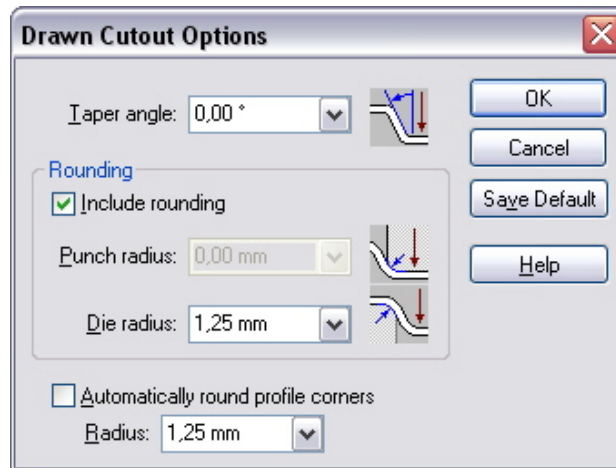 Drawn Cutout Options
Taper angle: 0,00 °
OK
Cancel
Save Default
Help
Rounding
Include rounding
Punch radius: 0,00 mm
Die radius: 1,25 mm
Automatically round profile corners
Radius: 1,25 mm